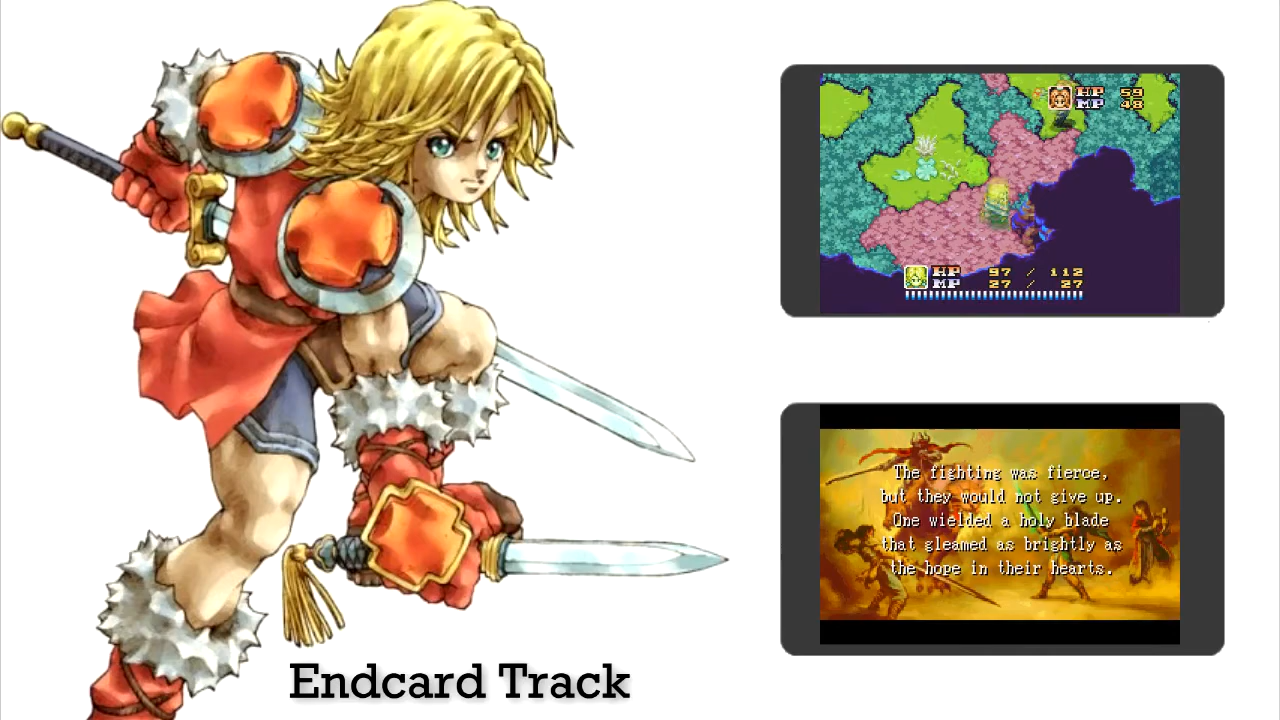 HP 59
MP 48
HP 97 / 112
MP 27 / 27
The fighting was fierce,
but they would not give up.
One wielded a holy blade
that gleamed as brightly as
the hope in their hearts.
Endcard Track